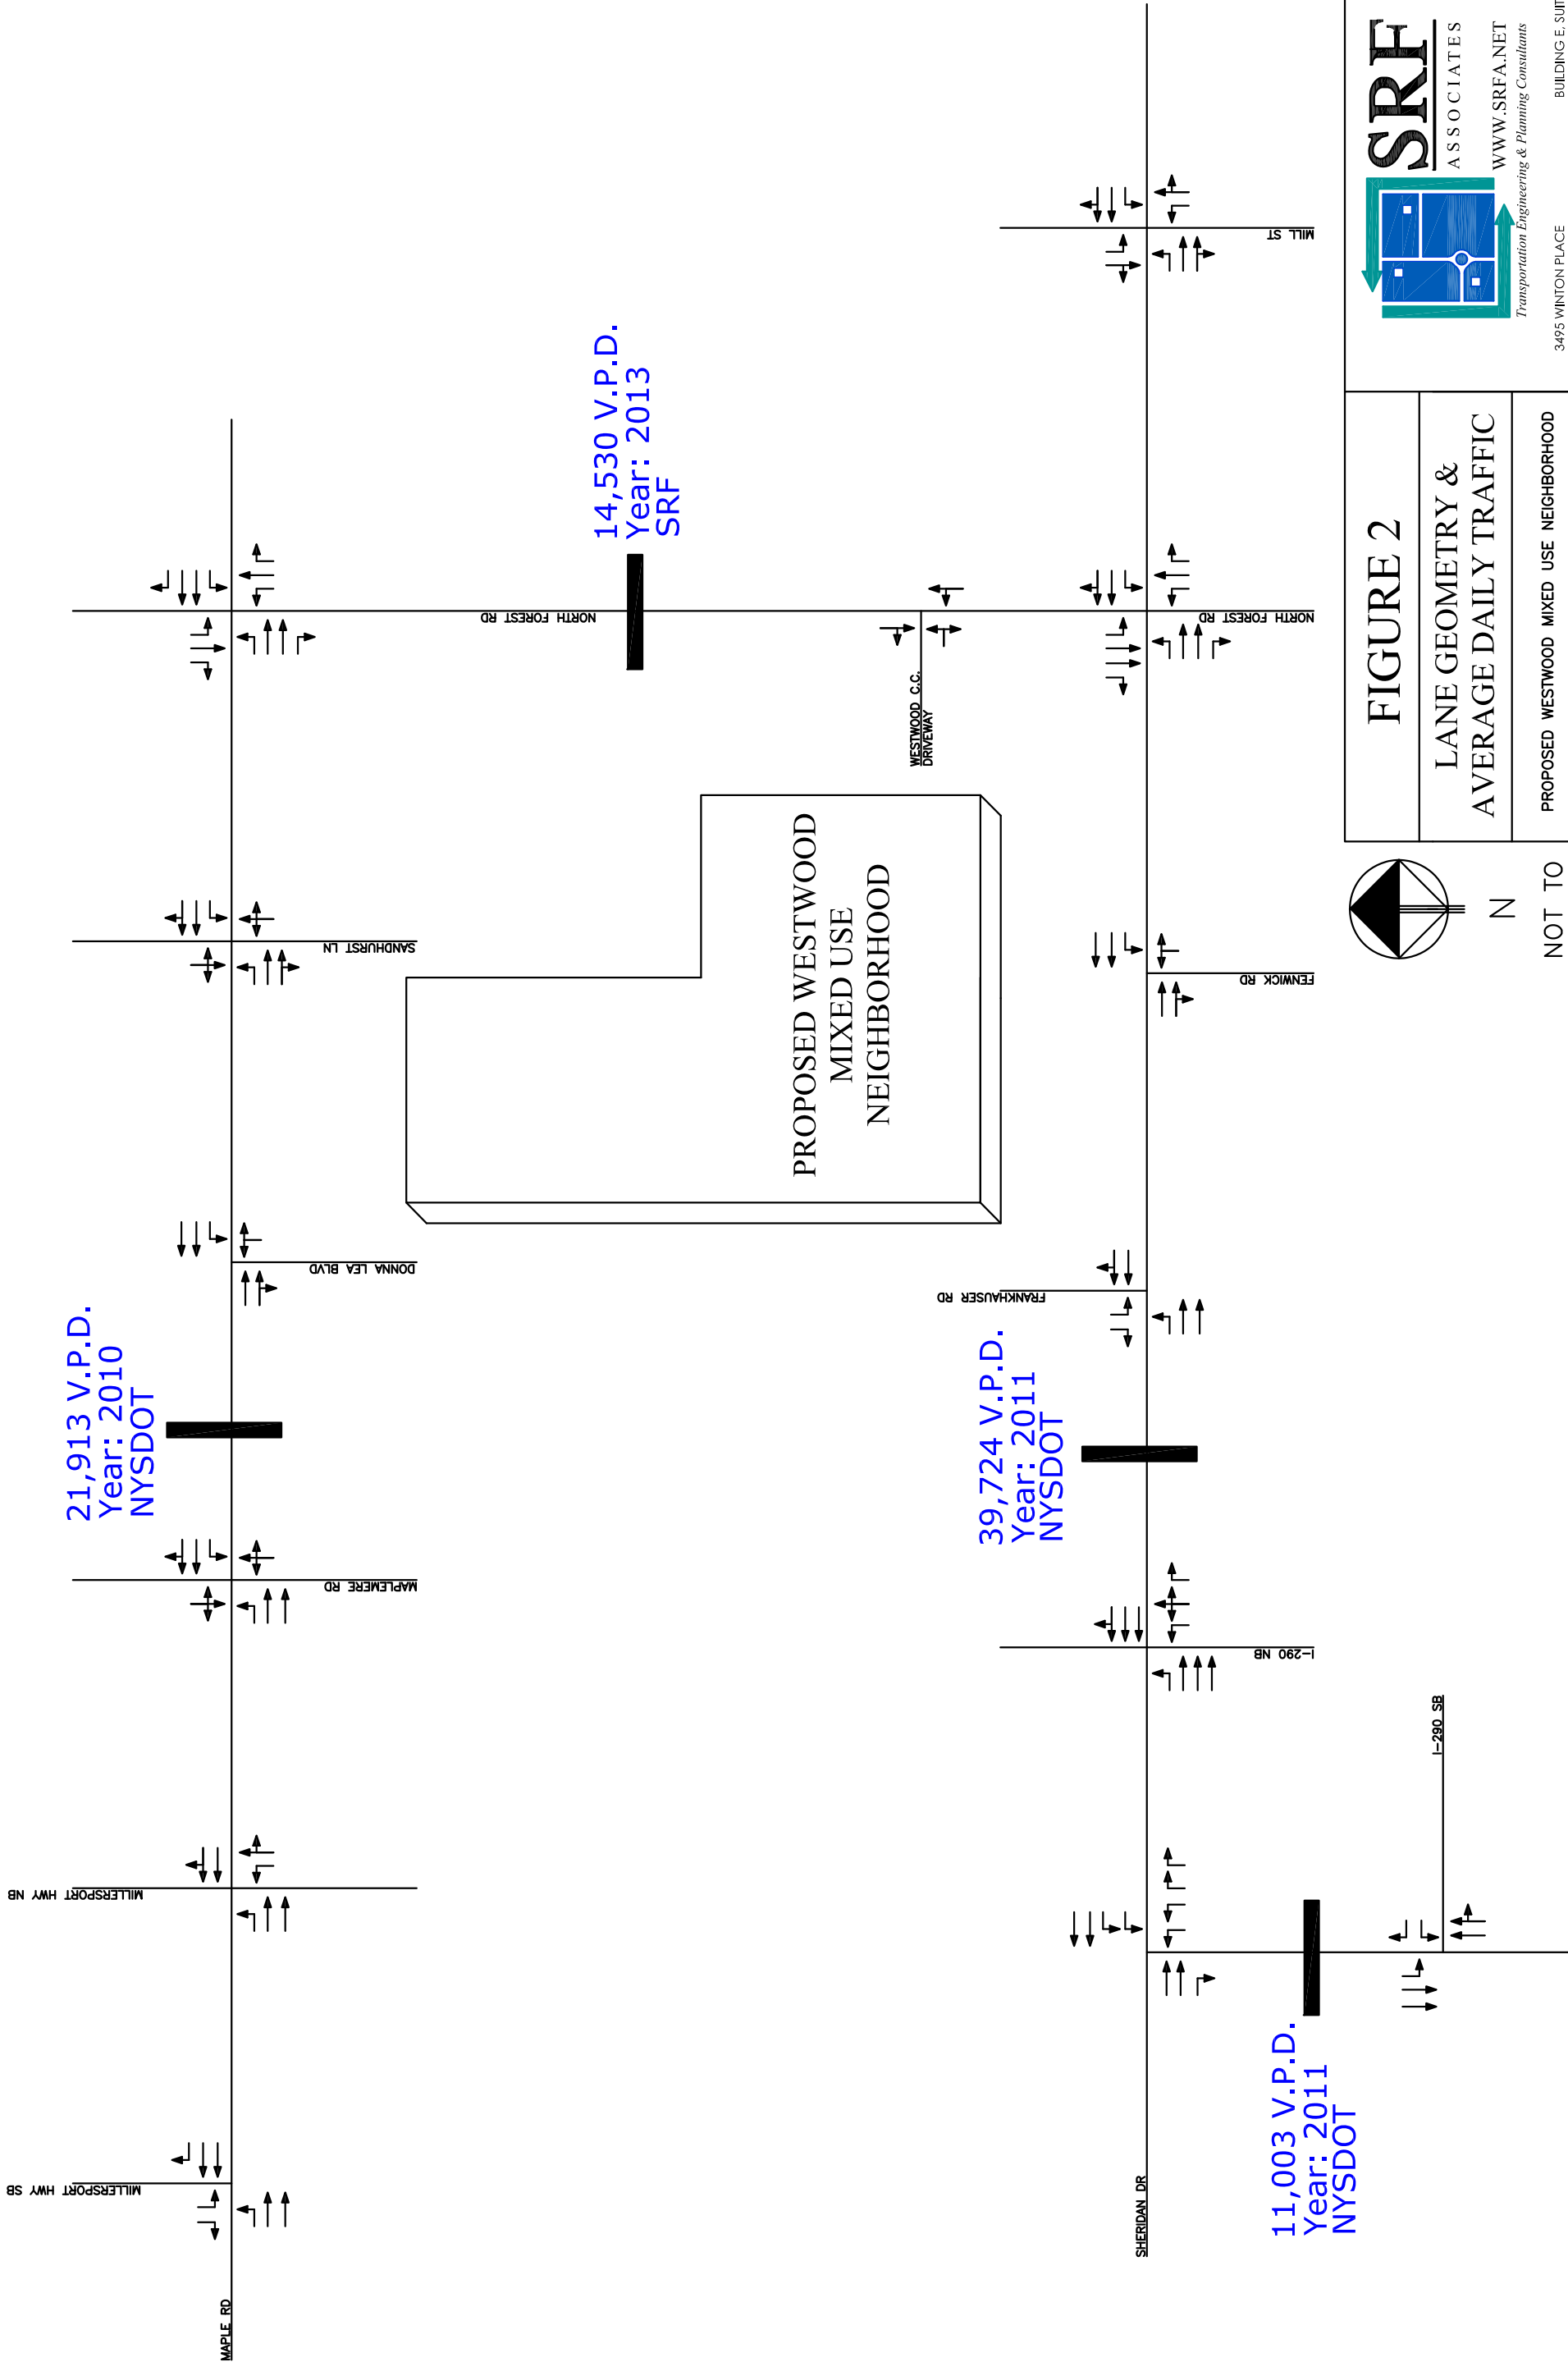 MILLERSPORT HWY SB
MILLERSPORT HWY NB
MAPLE RD
21,913 V.P.D.
Year: 2010
NYSDOT
MAPLEMERE RD
DONNA LEA BLVD
SANDHURST LN
NORTH FOREST RD
14,530 V.P.D.
Year: 2013
SRF
WESTWOOD C.C.
DRIVEWAY
PROPOSED WESTWOOD
MIXED USE
NEIGHBORHOOD
SHERIDAN DR
11,003 V.P.D.
Year: 2011
NYSDOT
I-290 SB
I-290 NB
39,724 V.P.D.
Year: 2011
NYSDOT
FRANKHAUSER RD
FENWICK RD
NORTH FOREST RD
MILL ST
N
NOT TO
FIGURE 2
LANE GEOMETRY &
AVERAGE DAILY TRAFFIC
PROPOSED WESTWOOD MIXED USE NEIGHBORHOOD
SRF
ASSOCIATES
WWW.SRFA.NET
Transportation Engineering & Planning Consultants
3495 WINTON PLACE
BUILDING E, SUIT